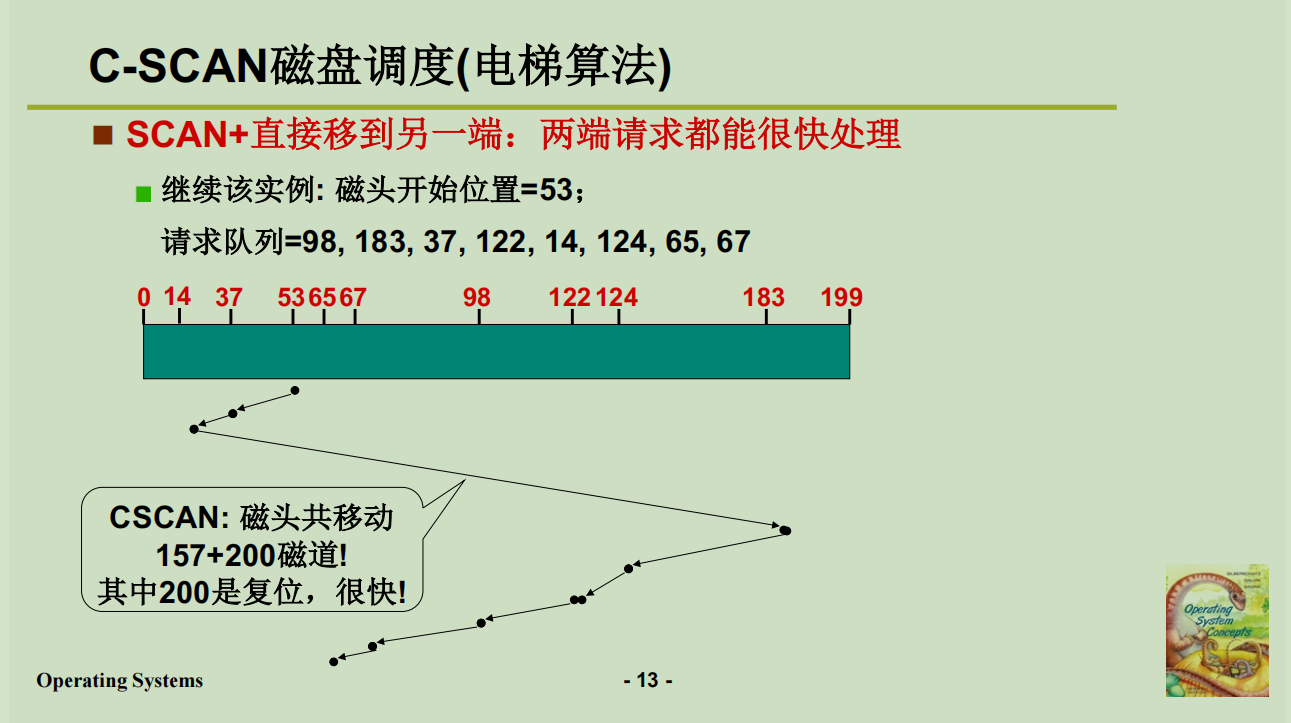 C-SCAN磁盘调度(电梯算法)
SCAN+直接移到另一端：两端请求都能很快处理
继续该实例: 磁头开始位置=53；
请求队列=98, 183, 37, 122, 14, 124, 65, 67
0 14 37 53 65 67 98 122 124 183 199
CSCAN: 磁头共移动
157+200磁道!
其中200是复位，很快!
Operating
System
Concepts
Operating Systems
- 13 -